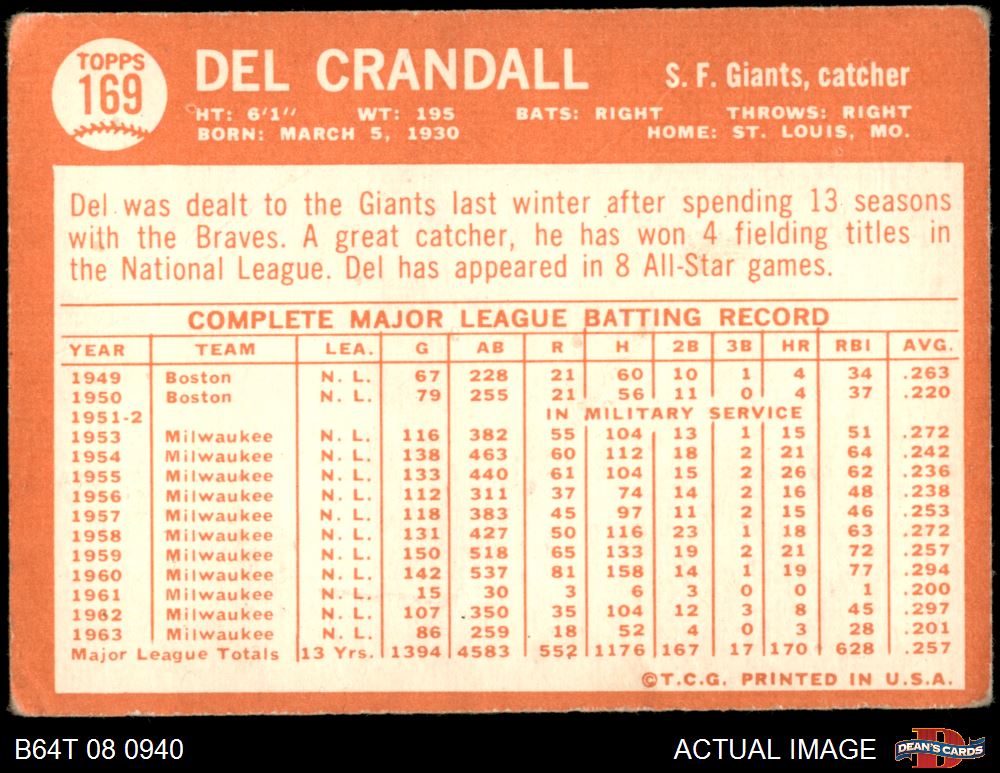 TOPPS
169
DEL CRANDALL
S. F. Giants, catcher
HT: 6'1" WT: 195 BATS: RIGHT THROWS: RIGHT
BORN: MARCH 5, 1930 HOME: ST. LOUIS, MO.
Del was dealt to the Giants last winter after spending 13 seasons
with the Braves. A great catcher, he has won 4 fielding titles in
the National League. Del has appeared in 8 All-Star games.
COMPLETE MAJOR LEAGUE BATTING RECORD
YEAR TEAM LEA. G AB R H 2B 3B HR RBI AVG.
1949 Boston N. L. 67 228 21 60 10 1 4 34 .263
1950 Boston N. L. 79 255 21 56 11 0 4 37 .220
1951-2 IN MILITARY SERVICE
1953 Milwaukee N. L. 116 382 55 104 13 1 15 51 .272
1954 Milwaukee N. L. 138 463 60 112 18 2 21 64 .242
1955 Milwaukee N. L. 133 440 61 104 15 2 26 62 .236
1956 Milwaukee N. L. 112 311 37 74 14 2 16 48 .238
1957 Milwaukee N. L. 118 383 45 97 11 2 15 46 .253
1958 Milwaukee N. L. 131 427 50 116 23 1 18 63 .272
1959 Milwaukee N. L. 150 518 65 133 19 2 21 72 .257
1960 Milwaukee N. L. 142 537 81 158 14 1 19 77 .294
1961 Milwaukee N. L. 15 30 3 6 3 0 0 1 .200
1962 Milwaukee N. L. 107 350 35 104 12 3 8 45 .297
1963 Milwaukee N. L. 86 259 18 52 4 0 3 28 .201
Major League Totals 13 Yrs. 1394 4583 552 1176 167 17 170 628 .257
©T.C.G. PRINTED IN U.S.A.
B64T 08 0940
ACTUAL IMAGE
D
DEAN'S CARDS